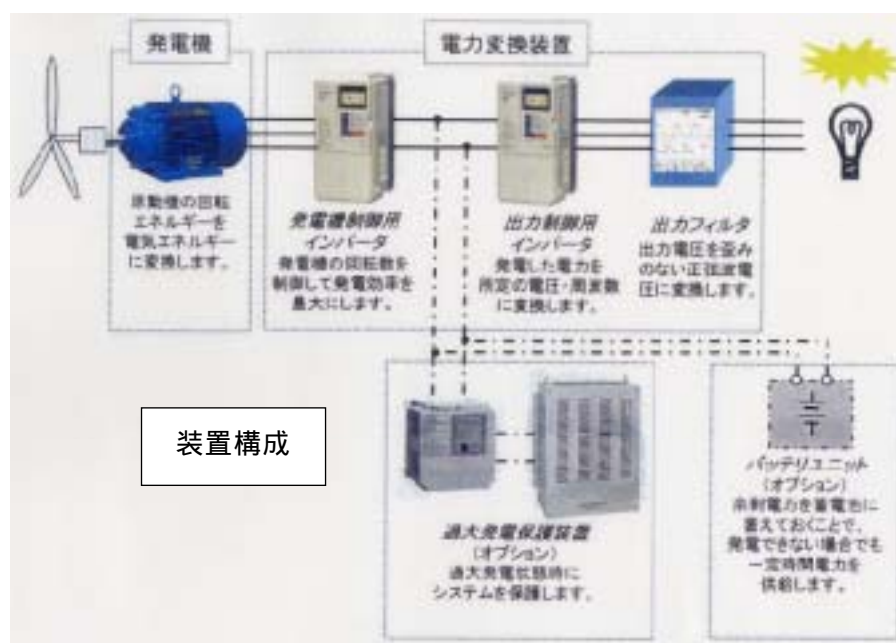 発電機
電力変換装置
原動機の回転
エネルギーを
電気エネルギー
に変換します。
発電機制御用
インバータ
発電機の回転数を
制御して発電効率を
最大にします。
出力制御用
インバータ
発電した電力を
所定の電圧・周波数
に変換します。
出力フィルタ
出力電圧を歪み
のない正弦波電
圧に変換します。
装置構成
過大発電保護装置
(オプション)
過大発電状態時に
システムを保護します。
バッテリユニット
(オプション)
余剰電力を蓄電池に
蓄えておくことで、
発電できない場合でも
一定時間電力を
供給します。